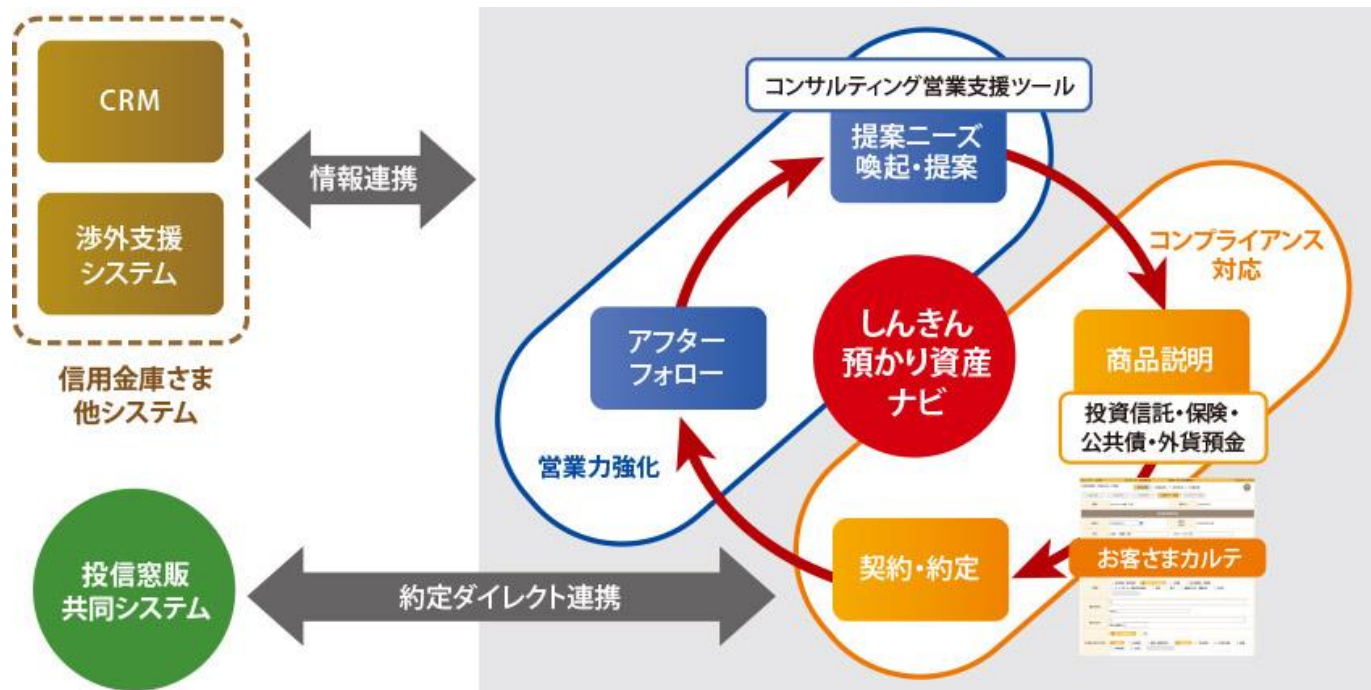 CRM
渉外支援
システム
信用金庫さま
他システム
情報連携
コンサルティング営業支援ツール
提案ニーズ
喚起・提案
コンプライアンス
対応
アフター
フォロー
しんきん
預かり資産
ナビ
商品説明
投資信託・保険・
公共債・外貨預金
営業力強化
お客さまカルテ
契約・約定
投信窓販
共同システム
約定ダイレクト連携